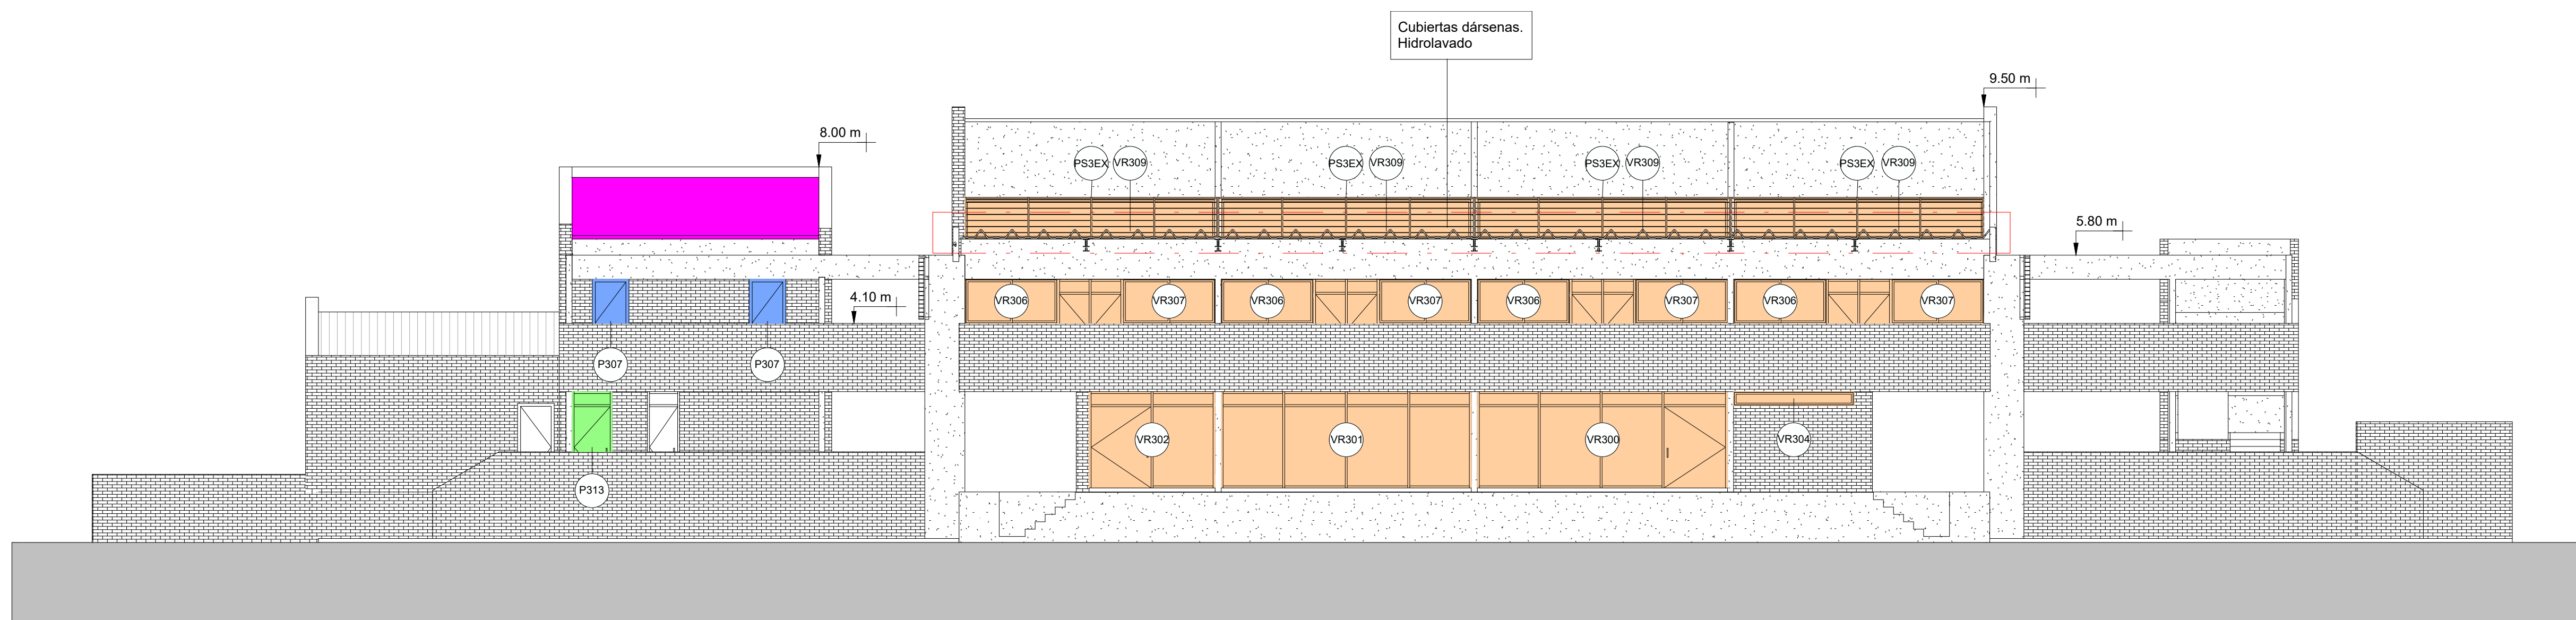 Cubiertas dársenas.
Hidrolavado
9.50 m
8.00 m
PS3EX VR309 PS3EX VR309 PS3EX VR309 PS3EX VR309
5.80 m
4.10 m
VR306 VR307 VR306 VR307 VR306 VR307 VR306 VR307
P307 P307
VR302 VR301 VR300 VR304
P313